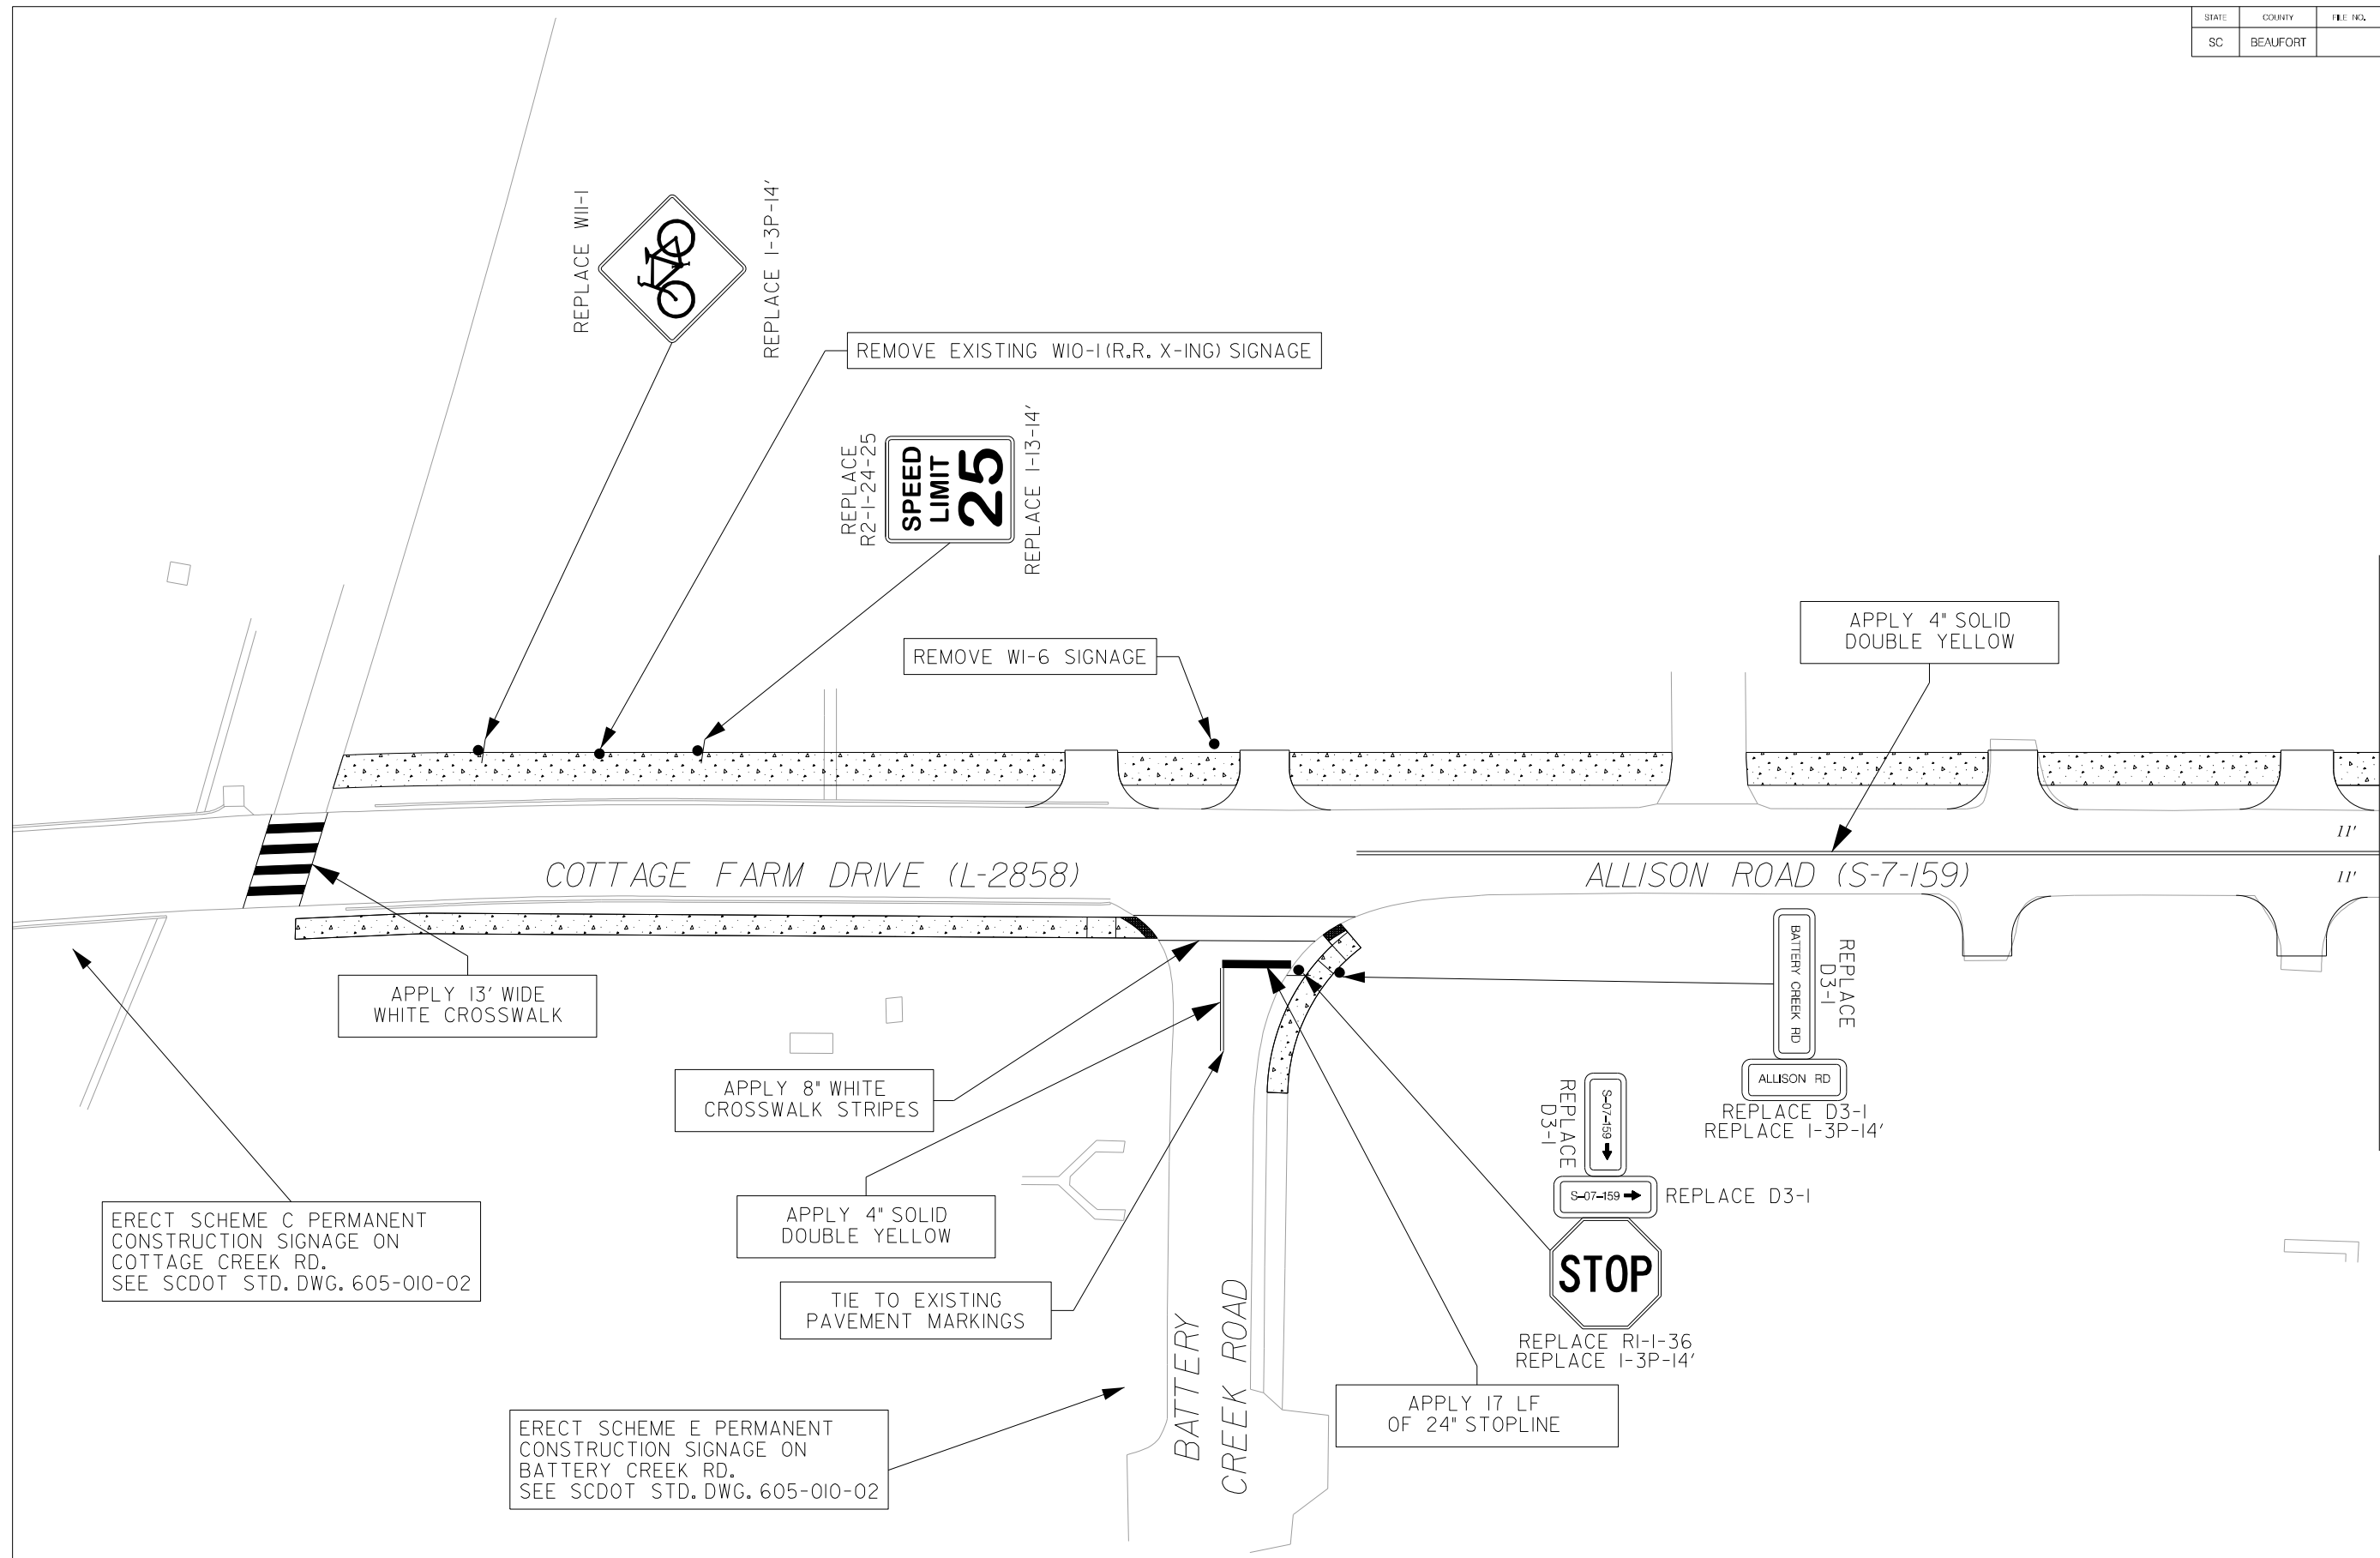 STATE COUNTY FILE NO.
SC BEAUFORT
REPLACE W11-1
REPLACE 1-3P-14'
REMOVE EXISTING W10-1 (R.R. X-ING) SIGNAGE
REPLACE
R2-1-24-25
SPEED
LIMIT
25
REPLACE 1-13-14'
REMOVE W1-6 SIGNAGE
APPLY 4" SOLID
DOUBLE YELLOW
11'
COTTAGE FARM DRIVE (L-2858)
ALLISON ROAD (S-7-159)
11'
APPLY 13' WIDE
WHITE CROSSWALK
BATTERY CREEK RD
REPLACE
D3-1
ALLISON RD
REPLACE D3-1
REPLACE 1-3P-14'
APPLY 8" WHITE
CROSSWALK STRIPES
REPLACE
D3-1
S-07-159
S-07-159
REPLACE D3-1
STOP
REPLACE R1-1-36
REPLACE 1-3P-14'
APPLY 4" SOLID
DOUBLE YELLOW
ERECT SCHEME C PERMANENT
CONSTRUCTION SIGNAGE ON
COTTAGE CREEK RD.
SEE SCDOT STD. DWG. 605-010-02
TIE TO EXISTING
PAVEMENT MARKINGS
BATTERY
CREEK ROAD
APPLY 17 LF
OF 24" STOPLINE
ERECT SCHEME E PERMANENT
CONSTRUCTION SIGNAGE ON
BATTERY CREEK RD.
SEE SCDOT STD. DWG. 605-010-02